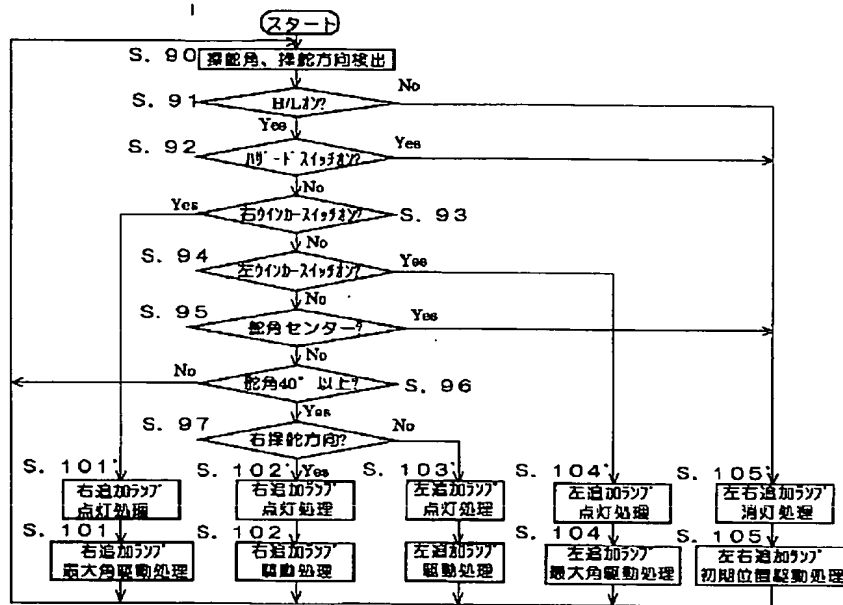 スタート
S. 90
操舵角、操舵方向検出
S. 91
H/Lオン?
No
Yes
S. 92
ハザードスイッチオン?
Yes
No
Yes
右ウインカースイッチオン?
S. 93
No
S. 94
左ウインカースイッチオン?
Yes
No
S. 95
舵角センター?
Yes
No
No
舵角40°以上?
S. 96
Yes
S. 97
右操舵方向?
No
Yes
S. 101'
右追加ランプ
点灯処理
S. 102'
右追加ランプ
点灯処理
S. 103'
左追加ランプ
点灯処理
S. 104'
左追加ランプ
点灯処理
S. 105'
左右追加ランプ
消灯処理
S. 101
右追加ランプ
最大角駆動処理
S. 102
右追加ランプ
駆動処理
左追加ランプ
駆動処理
S. 104
左追加ランプ
最大角駆動処理
S. 105
左右追加ランプ
初期位置駆動処理